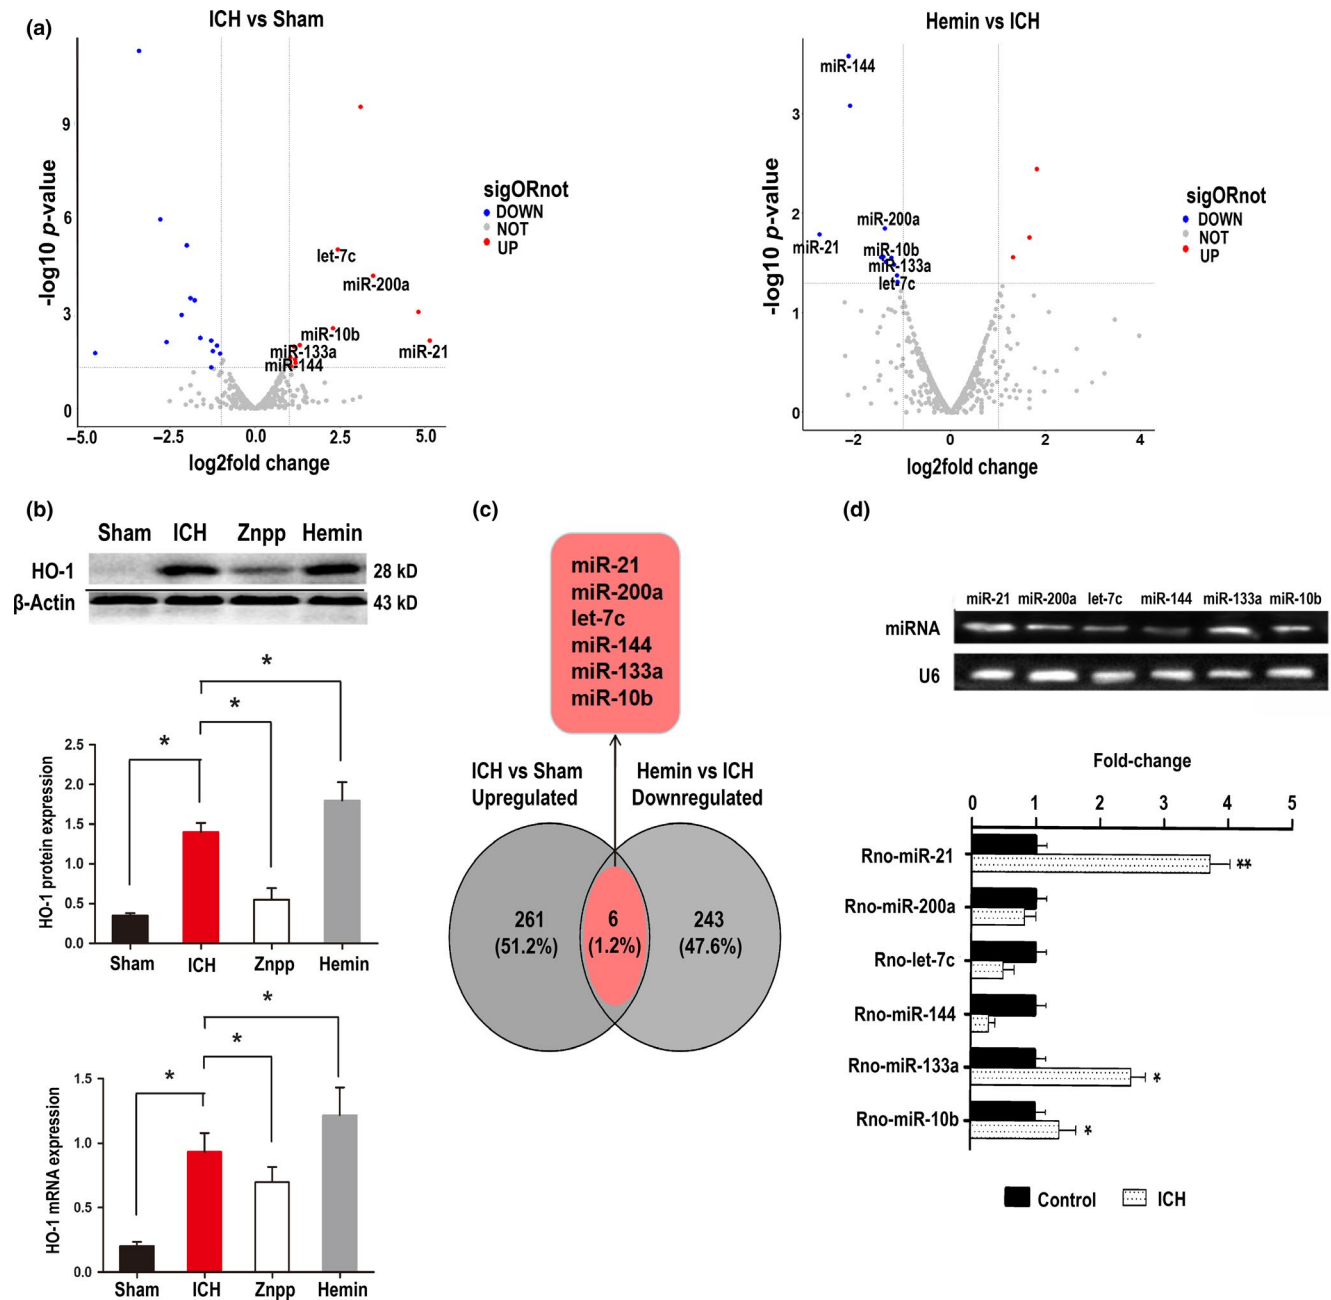 (a)
ICH vs Sham
-log10 p-value
9
6
3
0
let-7c
miR-200a
miR-10b
miR-133a
miR-21
miR-144
−5.0 −2.5 0.0 2.5 5.0
log2fold change
sigORnot
DOWN
NOT
UP
Hemin vs ICH
-log10 p-value
3
2
1
0
miR-144
miR-200a
miR-21
miR-10b
miR-133a
let-7c
−2 0 2 4
log2fold change
sigORnot
DOWN
NOT
UP
(b)
Sham ICH Znpp Hemin
HO-1 28 kD
β-Actin 43 kD
HO-1 protein expression
2.5
2.0
1.5
1.0
0.5
0.0
*
*
*
Sham ICH Znpp Hemin
HO-1 mRNA expression
1.5
1.0
0.5
0.0
*
*
*
Sham ICH Znpp Hemin
(c)
miR-21
miR-200a
let-7c
miR-144
miR-133a
miR-10b
ICH vs Sham
Upregulated
Hemin vs ICH
Downregulated
261
(51.2%)
6
(1.2%)
243
(47.6%)
(d)
miR-21 miR-200a let-7c miR-144 miR-133a miR-10b
miRNA
U6
Fold-change
0 1 2 3 4 5
Rno-miR-21 **
Rno-miR-200a
Rno-let-7c
Rno-miR-144
Rno-miR-133a *
Rno-miR-10b *
Control ICH